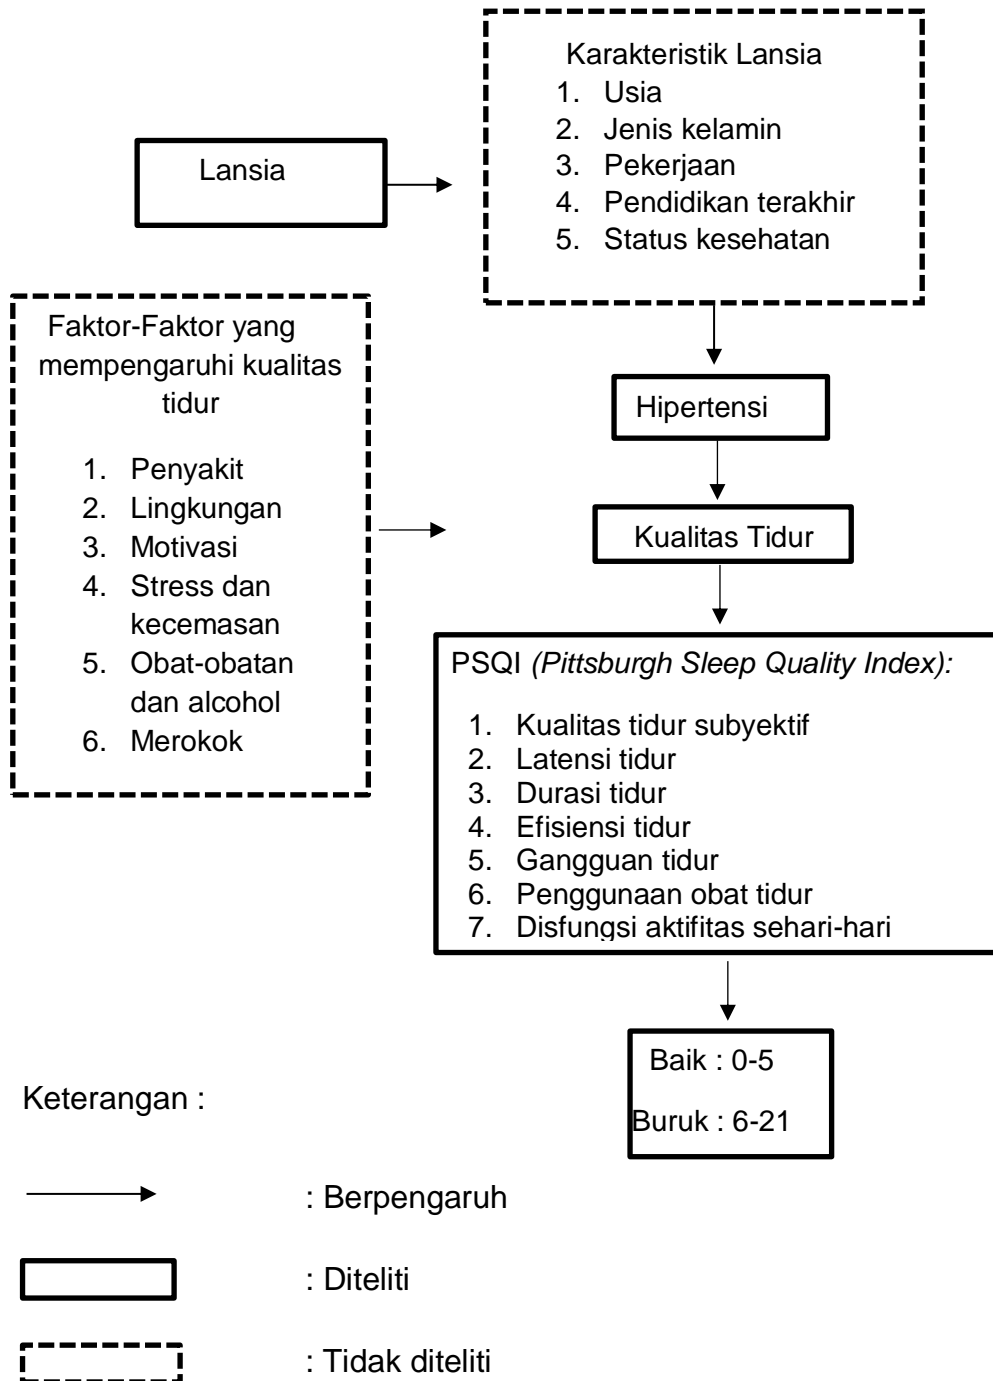 Karakteristik Lansia
1. Usia
2. Jenis kelamin
3. Pekerjaan
4. Pendidikan terakhir
5. Status kesehatan
Lansia
Faktor-Faktor yang
mempengaruhi kualitas
tidur
1. Penyakit
2. Lingkungan
3. Motivasi
4. Stress dan
kecemasan
5. Obat-obatan
dan alcohol
6. Merokok
Hipertensi
Kualitas Tidur
PSQI (Pittsburgh Sleep Quality Index):
1. Kualitas tidur subyektif
2. Latensi tidur
3. Durasi tidur
4. Efisiensi tidur
5. Gangguan tidur
6. Penggunaan obat tidur
7. Disfungsi aktifitas sehari-hari
Baik : 0-5
Buruk : 6-21
Keterangan :
: Berpengaruh
: Diteliti
: Tidak diteliti